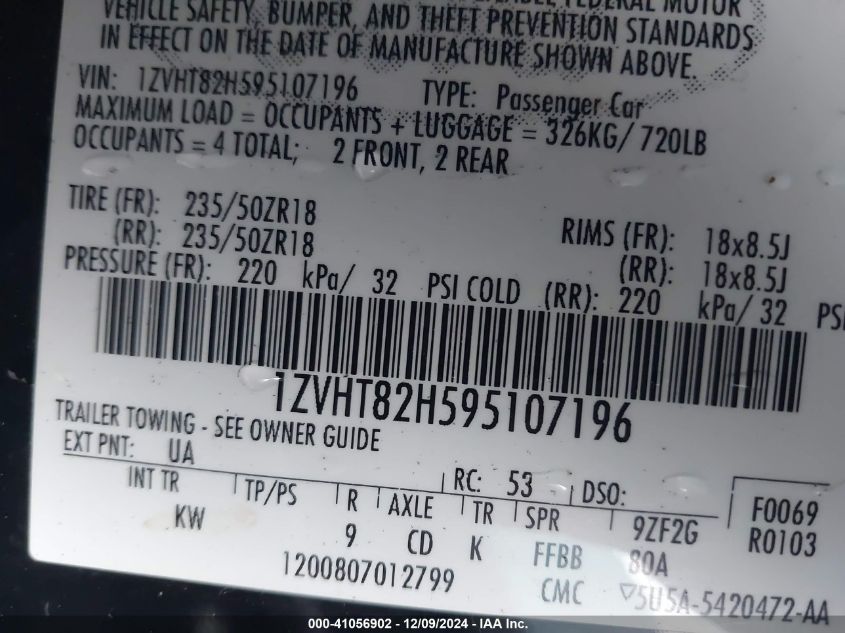 FEDERAL MOTOR
VEHICLE SAFETY, BUMPER, AND THEFT PREVENTION STANDARDS
IN EFFECT ON THE DATE OF MANUFACTURE SHOWN ABOVE.
VIN: 1ZVHT82H595107196 TYPE: Passenger Car
MAXIMUM LOAD = OCCUPANTS + LUGGAGE = 326KG/ 720LB
OCCUPANTS = 4 TOTAL; 2 FRONT, 2 REAR
TIRE (FR): 235/50ZR18 RIMS (FR): 18x8.5J
(RR): 235/50ZR18 (RR): 18x8.5J
PRESSURE (FR): 220 kPa/ 32 PSI COLD (RR): 220 kPa/ 32 PSI
1ZVHT82H595107196
TRAILER TOWING - SEE OWNER GUIDE
EXT PNT: UA RC: 53 DSO: F0069
INT TR TP/PS R AXLE TR SPR 9ZF2G R0103
KW 9 CD K FFBB 80A
1200807012799 CMC ▽5U5A-5420472-AA
000-41056902 - 12/09/2024 - IAA Inc.